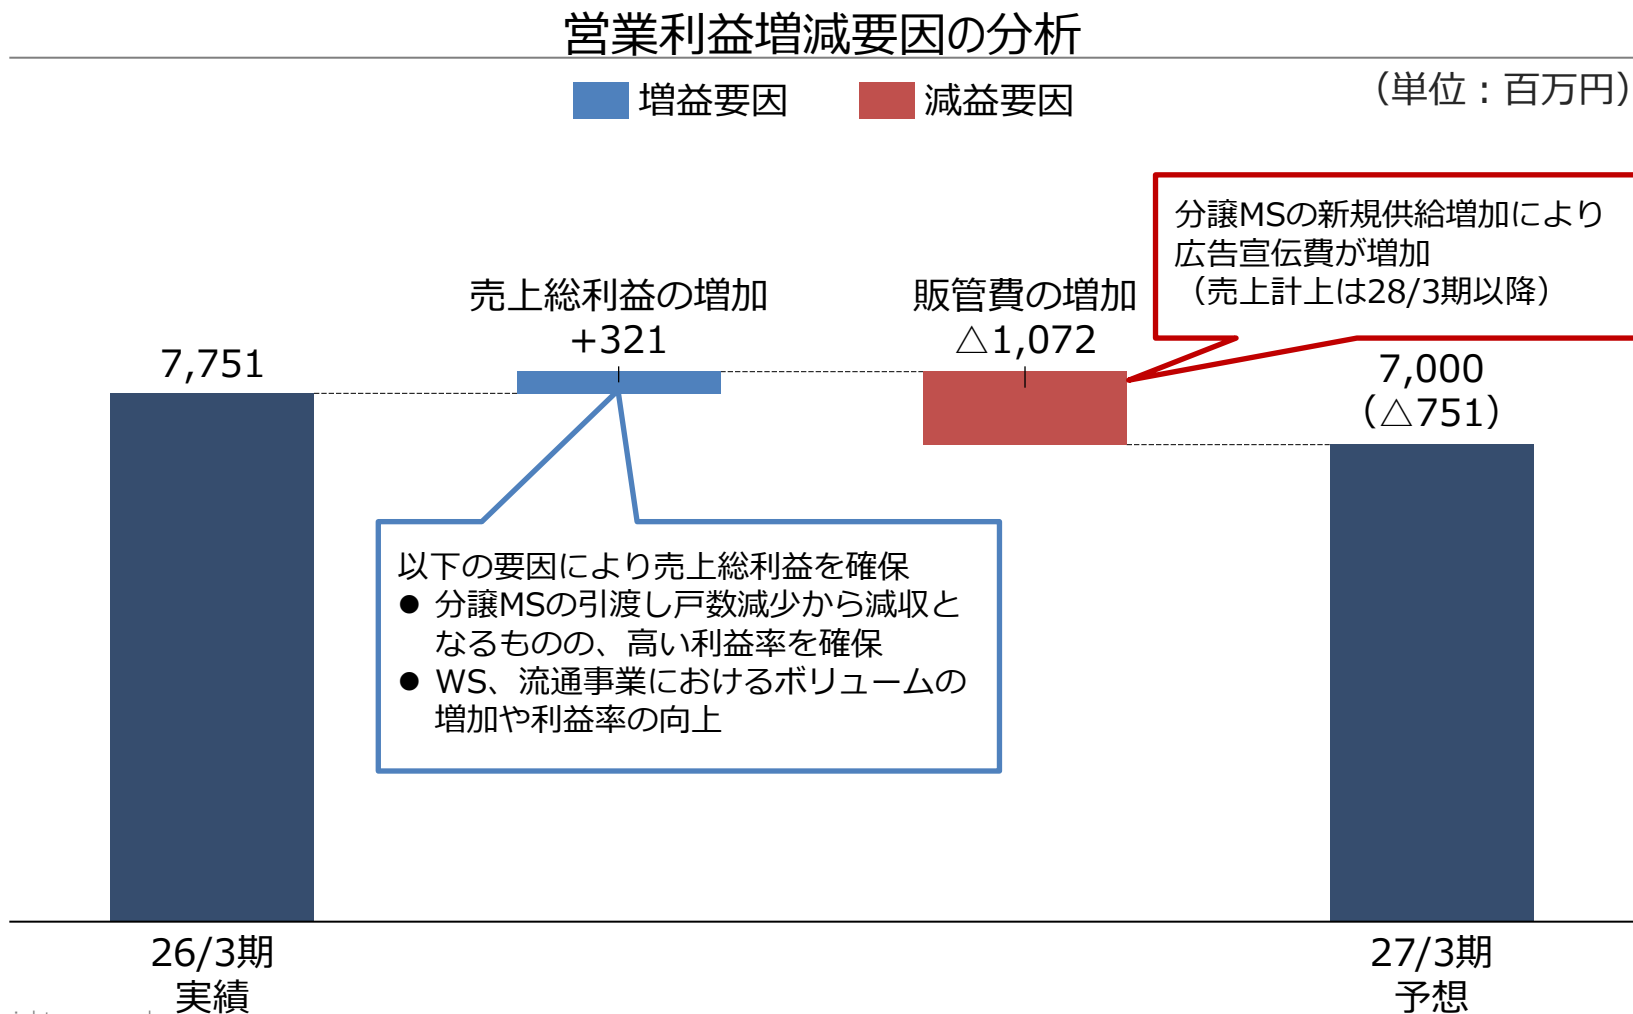 営業利益増減要因の分析
増益要因
減益要因
（単位：百万円）
分譲MSの新規供給増加により
広告宣伝費が増加
（売上計上は28/3期以降）
売上総利益の増加
+321
販管費の増加
△1,072
7,751
7,000
（△751）
以下の要因により売上総利益を確保
● 分譲MSの引渡し戸数減少から減収と
なるものの、高い利益率を確保
● WS、流通事業におけるボリュームの
増加や利益率の向上
26/3期
実績
27/3期
予想